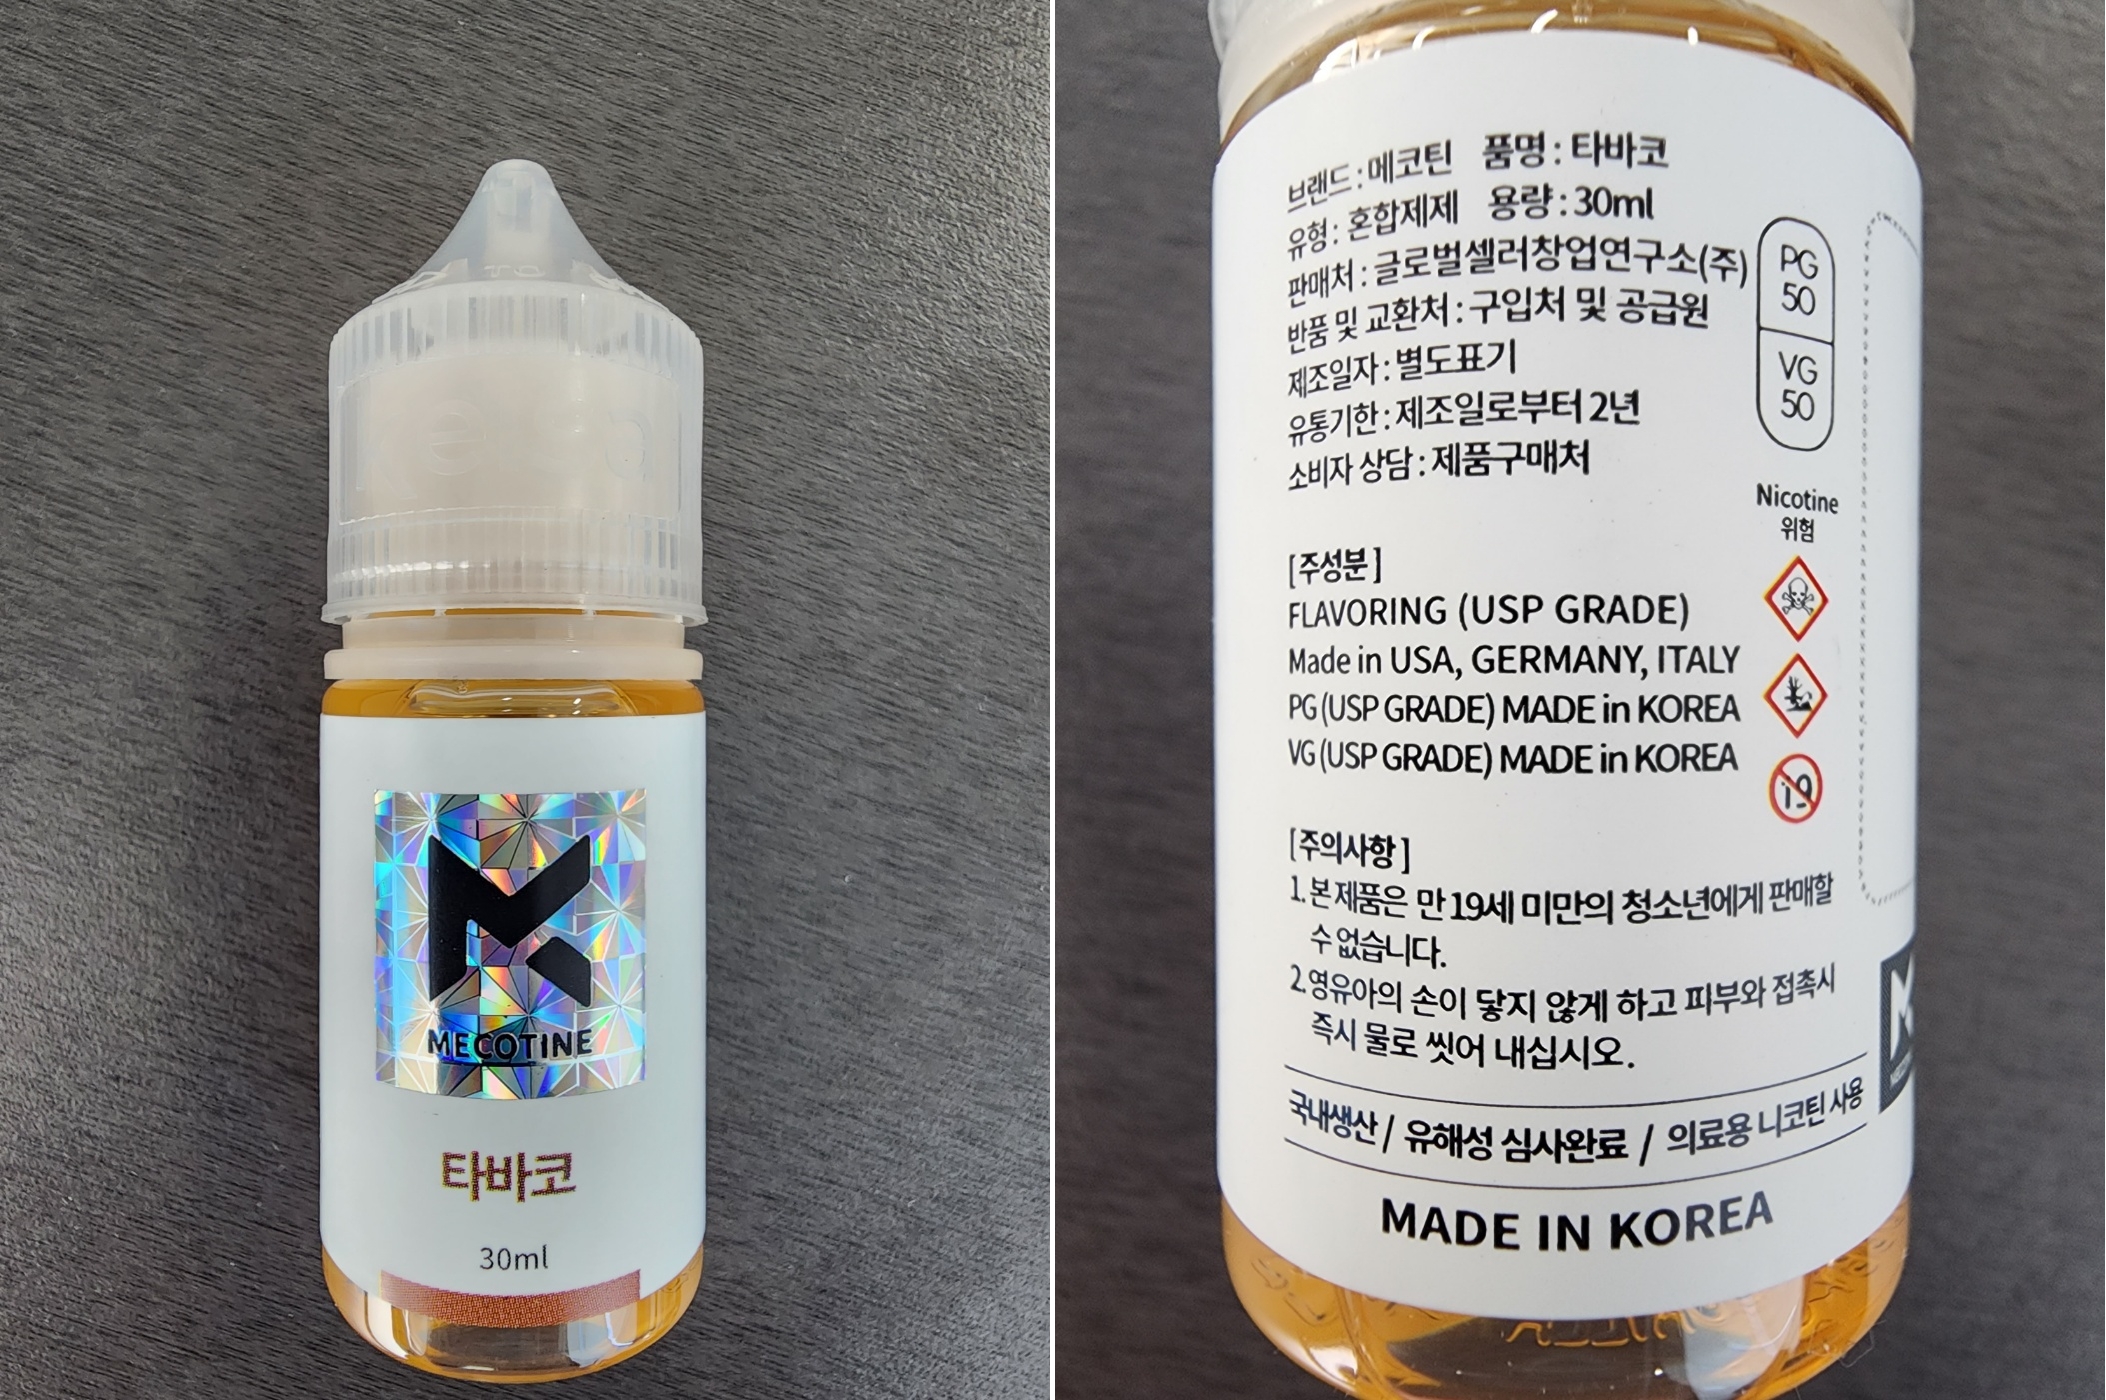 MECOTINE
타바코
30ml
브랜드 : 메코틴 품명 : 타바코
유형 : 혼합제제 용량 : 30ml
판매처 : 글로벌셀러창업연구소(주)
반품 및 교환처 : 구입처 및 공급원
제조일자 : 별도표기
유통기한 : 제조일로부터 2년
소비자 상담 : 제품구매처
PG
50
VG
50
Nicotine
위험
[주성분]
FLAVORING (USP GRADE)
Made in USA, GERMANY, ITALY
PG (USP GRADE) MADE in KOREA
VG (USP GRADE) MADE in KOREA
19
[주의사항]
1. 본 제품은 만 19세 미만의 청소년에게 판매할
수 없습니다.
2. 영유아의 손이 닿지 않게 하고 피부와 접촉시
즉시 물로 씻어 내십시오.
국내생산 / 유해성 심사완료 / 의료용 니코틴 사용
MADE IN KOREA